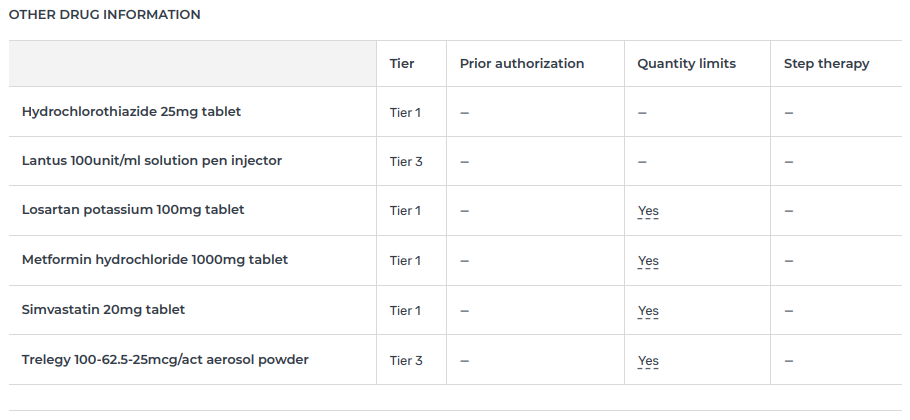 OTHER DRUG INFORMATION
Tier Prior authorization Quantity limits Step therapy
Hydrochlorothiazide 25mg tablet Tier 1 – – –
Lantus 100unit/ml solution pen injector Tier 3 – – –
Losartan potassium 100mg tablet Tier 1 – Yes –
Metformin hydrochloride 1000mg tablet Tier 1 – Yes –
Simvastatin 20mg tablet Tier 1 – Yes –
Trelegy 100-62.5-25mcg/act aerosol powder Tier 3 – Yes –